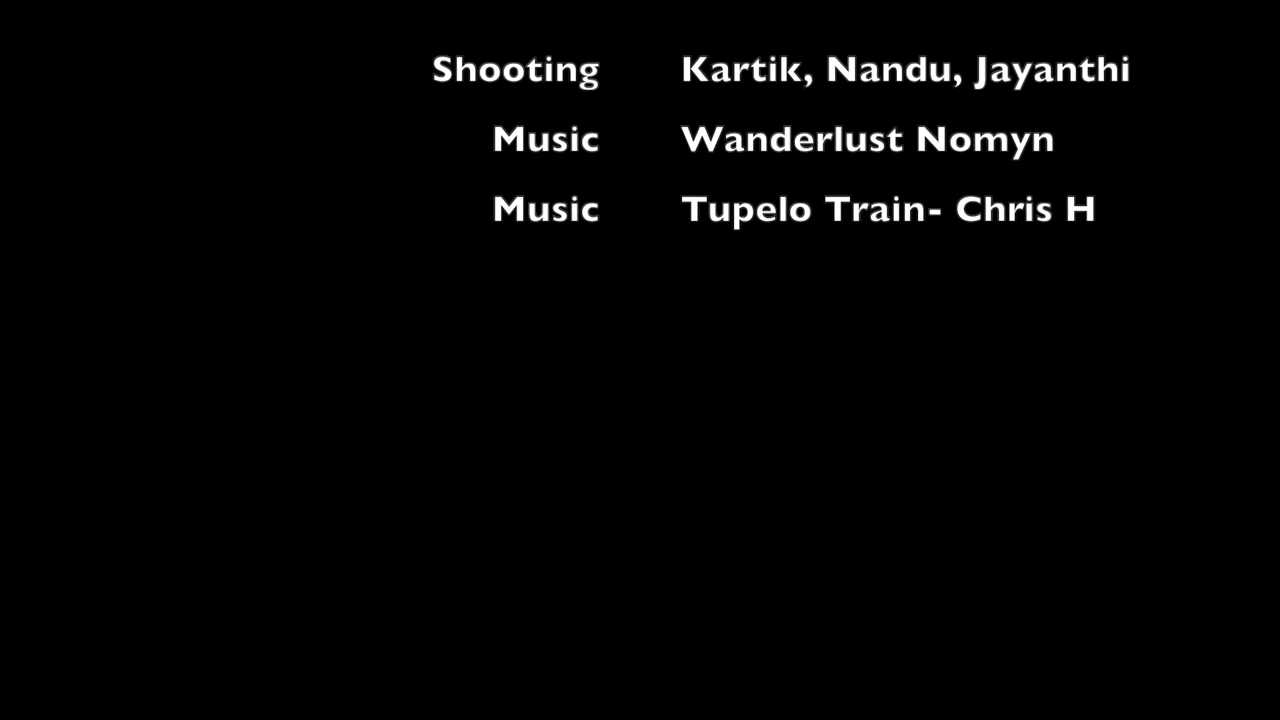 Shooting Kartik, Nandu, Jayanthi
Music Wanderlust Nomyn
Music Tupelo Train- Chris H